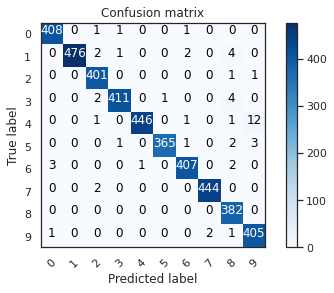 Confusion matrix
True label
0 408 0 1 1 0 0 1 0 0 0
1 0 476 2 1 0 0 2 0 4 0
2 0 0 401 0 0 0 0 0 1 1
3 0 0 2 411 0 1 0 0 4 0
4 0 0 1 0 446 0 1 0 1 12
5 0 0 0 1 0 365 1 0 2 3
6 3 0 0 0 1 0 407 0 2 0
7 0 0 2 0 0 0 0 444 0 0
8 0 0 0 0 0 0 0 0 382 0
9 1 0 0 0 0 0 0 2 1 405
0 1 2 3 4 5 6 7 8 9
Predicted label
400
300
200
100
0